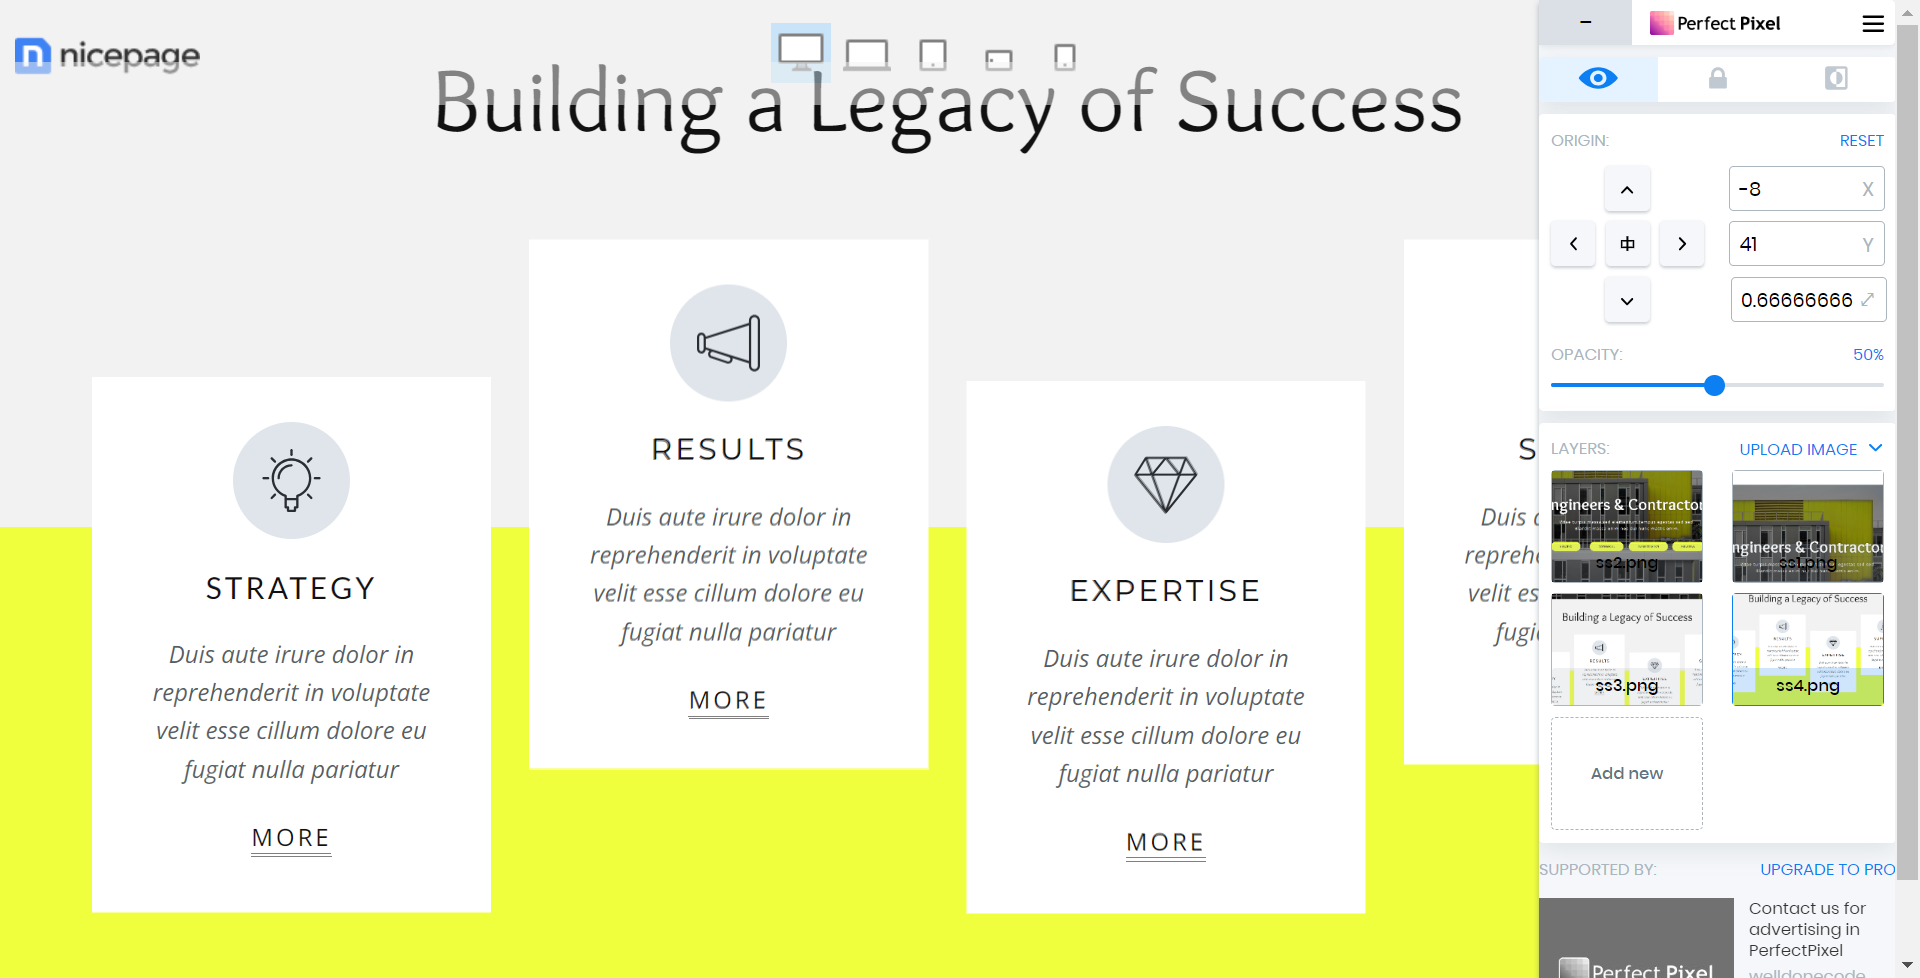 nicepage
Building a Legacy of Success
STRATEGY
Duis aute irure dolor in
reprehenderit in voluptate
velit esse cillum dolore eu
fugiat nulla pariatur
MORE
RESULTS
Duis aute irure dolor in
reprehenderit in voluptate
velit esse cillum dolore eu
fugiat nulla pariatur
MORE
EXPERTISE
Duis aute irure dolor in
reprehenderit in voluptate
velit esse cillum dolore eu
fugiat nulla pariatur
MORE
S
Duis
reprehe
velit es
fugi
–
Perfect Pixel
ORIGIN:
RESET
-8 X
41 Y
0.66666666
OPACITY:
50%
LAYERS:
UPLOAD IMAGE
ngineers & Contractor
ss2.png
ngineers & Contractor
ss1.png
Building a Legacy of Success
RESULTS
ss3.png
Building a Legacy of Success
ss4.png
Add new
SUPPORTED BY:
UPGRADE TO PRO
Perfect Pixel
Contact us for
advertising in
PerfectPixel
welldonecode